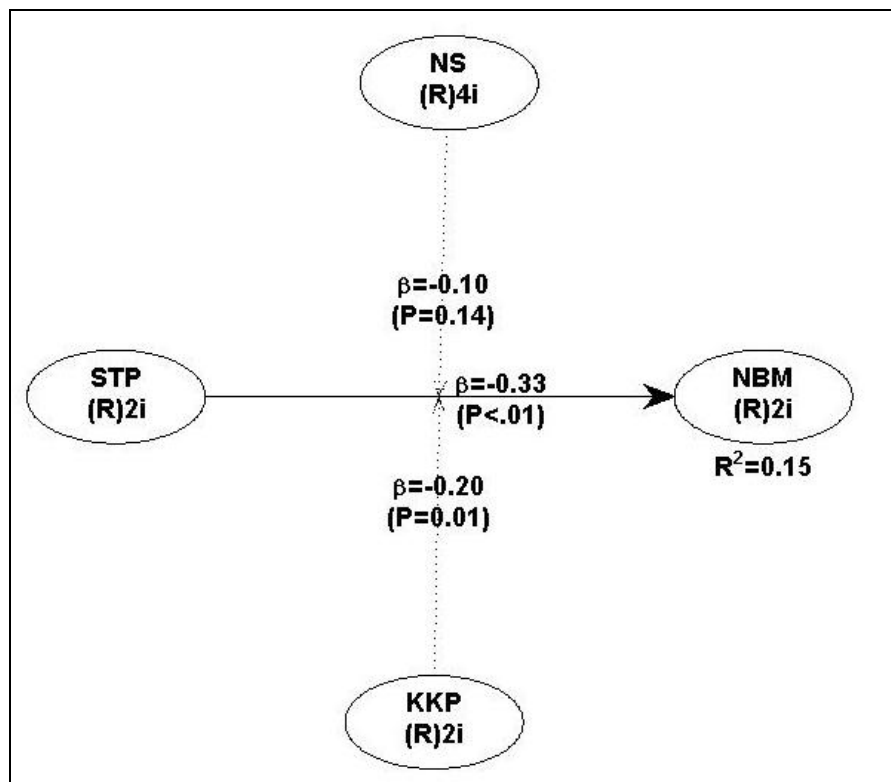 NS
(R)4i
β=-0.10
(P=0.14)
STP
(R)2i
β=-0.33
(P<.01)
NBM
(R)2i
R²=0.15
β=-0.20
(P=0.01)
KKP
(R)2i